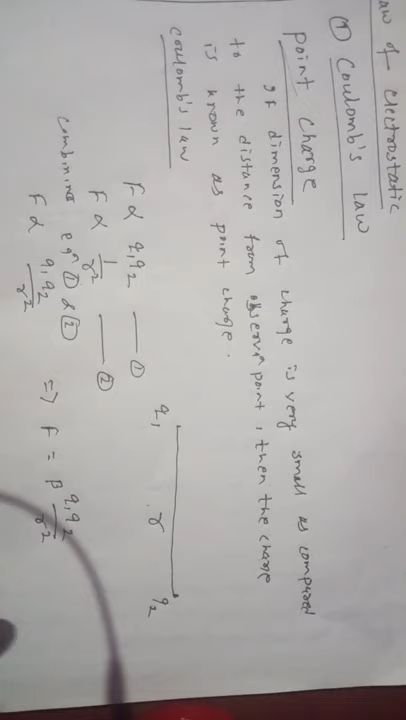 aw of electrostatic
① Coulomb's law
point charge
If dimension of charge is very small as compared
to the distance from observe point, then the charge
is known as point charge.
coulomb's law
F α q₁q₂ — ①
F α 1/r² — ②
q₁ r q₂
combining eqⁿ ① & ②
F α q₁q₂/r² => F = β q₁q₂/r²